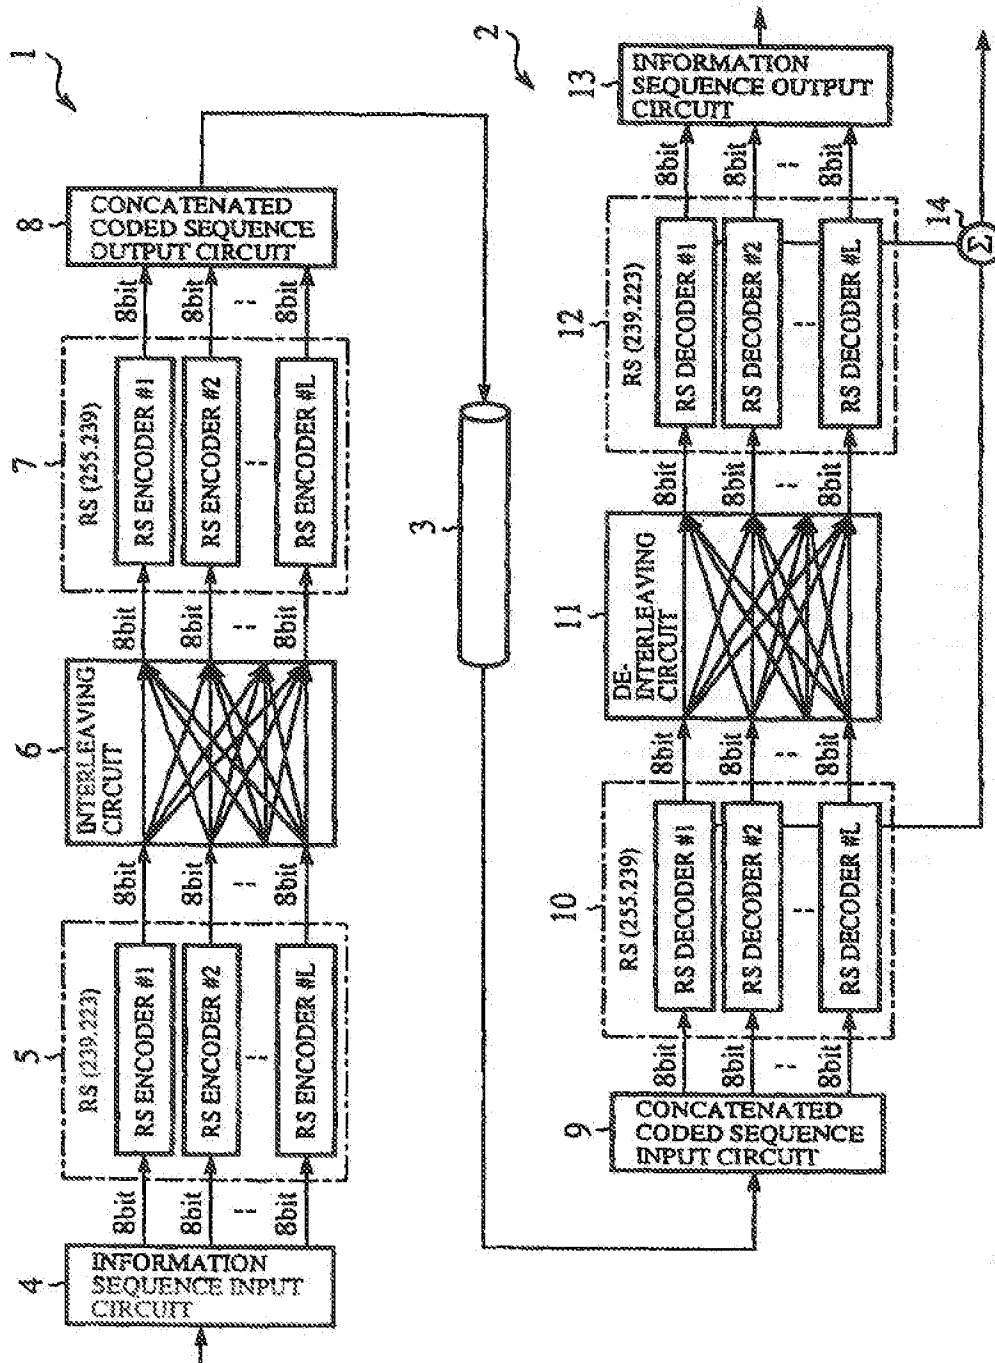 1
4
INFORMATION
SEQUENCE INPUT
CIRCUIT
8bit
8bit
8bit
5
RS (239.223)
RS ENCODER #1
RS ENCODER #2
RS ENCODER #L
8bit
8bit
8bit
6
INTERLEAVING
CIRCUIT
8bit
8bit
8bit
7
RS (255.239)
RS ENCODER #1
RS ENCODER #2
RS ENCODER #L
8bit
8bit
8bit
8
CONCATENATED
CODED SEQUENCE
OUTPUT CIRCUIT
3
2
9
CONCATENATED
CODED SEQUENCE
INPUT CIRCUIT
8bit
8bit
8bit
10
RS (255.239)
RS DECODER #1
RS DECODER #2
RS DECODER #L
8bit
8bit
8bit
11
DE-
INTERLEAVING
CIRCUIT
8bit
8bit
8bit
12
RS (239.223)
RS DECODER #1
RS DECODER #2
RS DECODER #L
8bit
8bit
8bit
13
INFORMATION
SEQUENCE OUTPUT
CIRCUIT
14
Σ